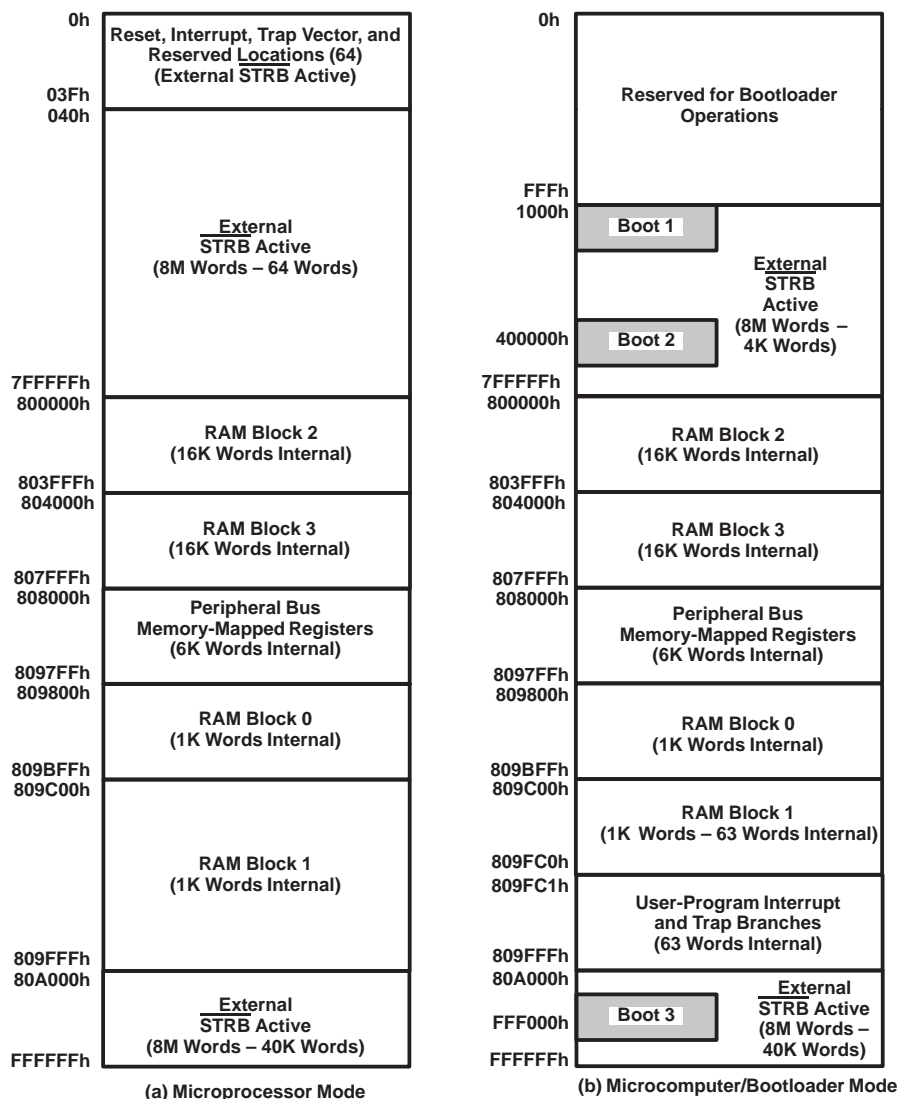 0h
Reset, Interrupt, Trap Vector, and
Reserved Locations (64)
(External STRB Active)
03Fh
040h
External
STRB Active
(8M Words – 64 Words)
7FFFFFh
800000h
RAM Block 2
(16K Words Internal)
803FFFh
804000h
RAM Block 3
(16K Words Internal)
807FFFh
808000h
Peripheral Bus
Memory-Mapped Registers
(6K Words Internal)
8097FFh
809800h
RAM Block 0
(1K Words Internal)
809BFFh
809C00h
RAM Block 1
(1K Words Internal)
809FFFh
80A000h
External
STRB Active
(8M Words – 40K Words)
FFFFFFh
(a) Microprocessor Mode
0h
Reserved for Bootloader
Operations
FFFh
1000h
Boot 1
External
STRB
Active
(8M Words –
4K Words)
400000h
Boot 2
7FFFFFh
800000h
RAM Block 2
(16K Words Internal)
803FFFh
804000h
RAM Block 3
(16K Words Internal)
807FFFh
808000h
Peripheral Bus
Memory-Mapped Registers
(6K Words Internal)
8097FFh
809800h
RAM Block 0
(1K Words Internal)
809BFFh
809C00h
RAM Block 1
(1K Words – 63 Words Internal)
809FC0h
809FC1h
User-Program Interrupt
and Trap Branches
(63 Words Internal)
809FFFh
80A000h
Boot 3
External
STRB Active
(8M Words –
40K Words)
FFF000h
FFFFFFh
(b) Microcomputer/Bootloader Mode